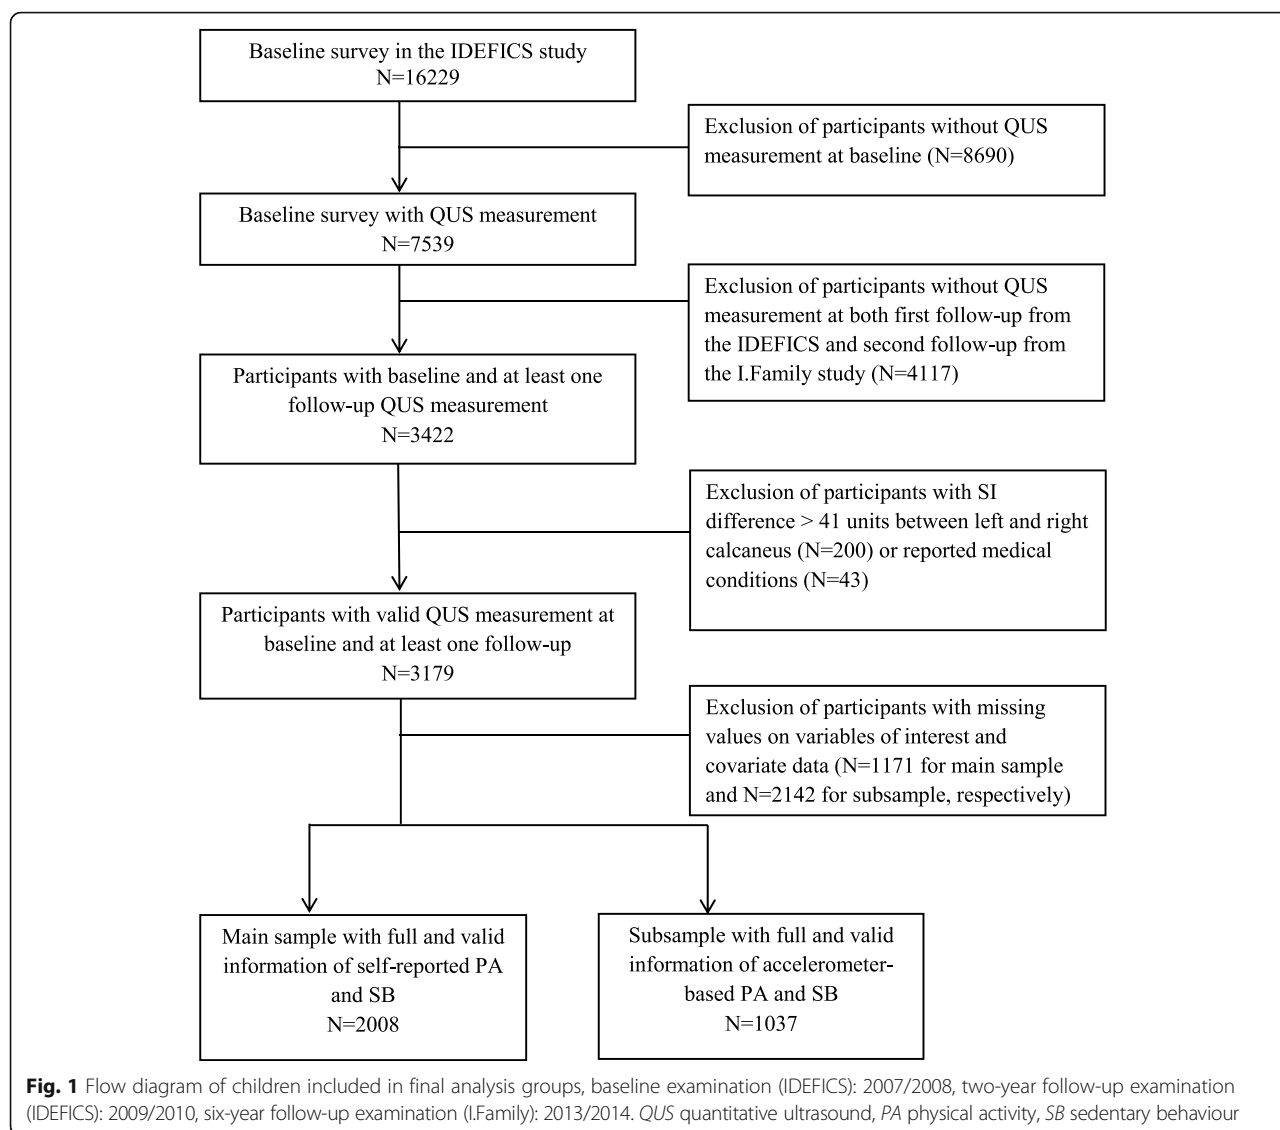 Baseline survey in the IDEFICS study
N=16229
Exclusion of participants without QUS
measurement at baseline (N=8690)
Baseline survey with QUS measurement
N=7539
Exclusion of participants without QUS
measurement at both first follow-up from
the IDEFICS and second follow-up from
the I.Family study (N=4117)
Participants with baseline and at least one
follow-up QUS measurement
N=3422
Exclusion of participants with SI
difference > 41 units between left and right
calcaneus (N=200) or reported medical
conditions (N=43)
Participants with valid QUS measurement at
baseline and at least one follow-up
N=3179
Exclusion of participants with missing
values on variables of interest and
covariate data (N=1171 for main sample
and N=2142 for subsample, respectively)
Main sample with full and valid
information of self-reported PA
and SB
N=2008
Subsample with full and valid
information of accelerometer-
based PA and SB
N=1037
Fig. 1 Flow diagram of children included in final analysis groups, baseline examination (IDEFICS): 2007/2008, two-year follow-up examination
(IDEFICS): 2009/2010, six-year follow-up examination (I.Family): 2013/2014. QUS quantitative ultrasound, PA physical activity, SB sedentary behaviour